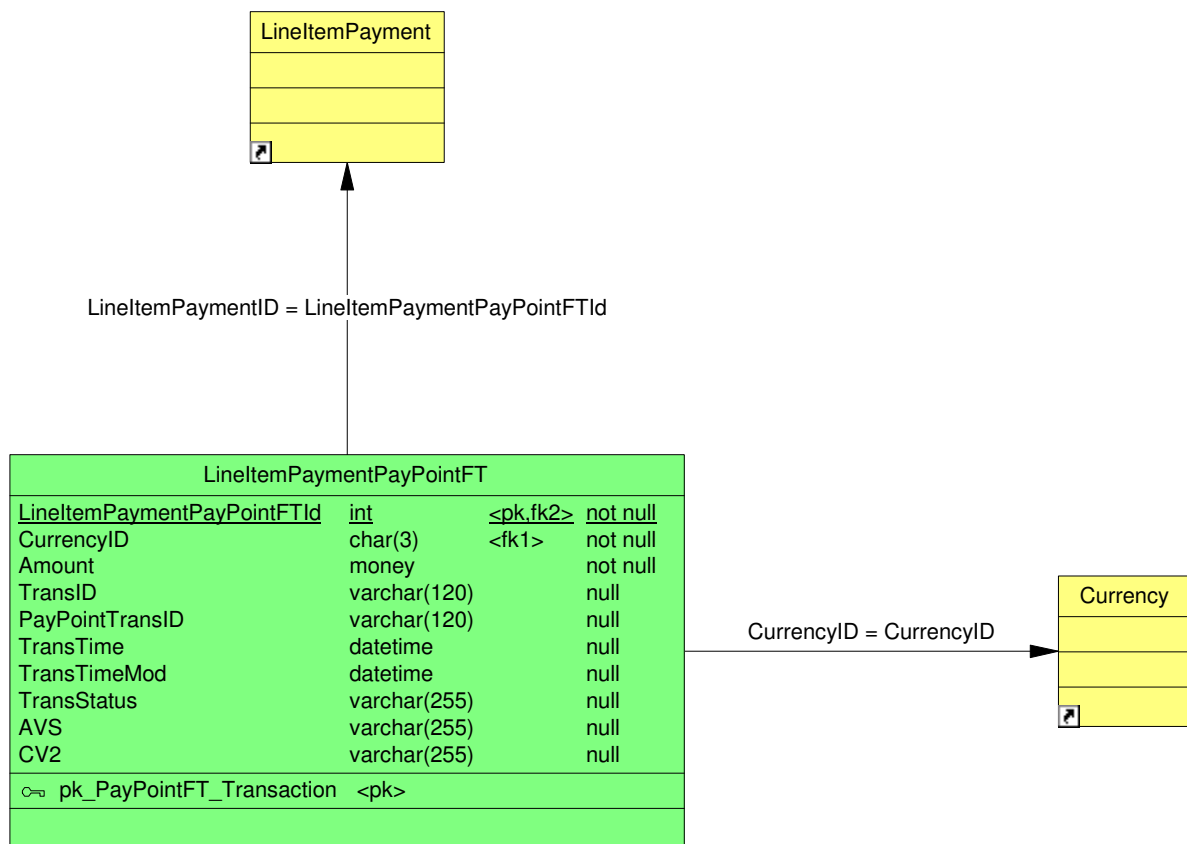 LineItemPayment
LineItemPaymentID = LineItemPaymentPayPointFTId
LineItemPaymentPayPointFT
LineItemPaymentPayPointFTId int <pk,fk2> not null
CurrencyID char(3) <fk1> not null
Amount money not null
TransID varchar(120) null
PayPointTransID varchar(120) null
TransTime datetime null
TransTimeMod datetime null
TransStatus varchar(255) null
AVS varchar(255) null
CV2 varchar(255) null
pk_PayPointFT_Transaction <pk>
CurrencyID = CurrencyID
Currency